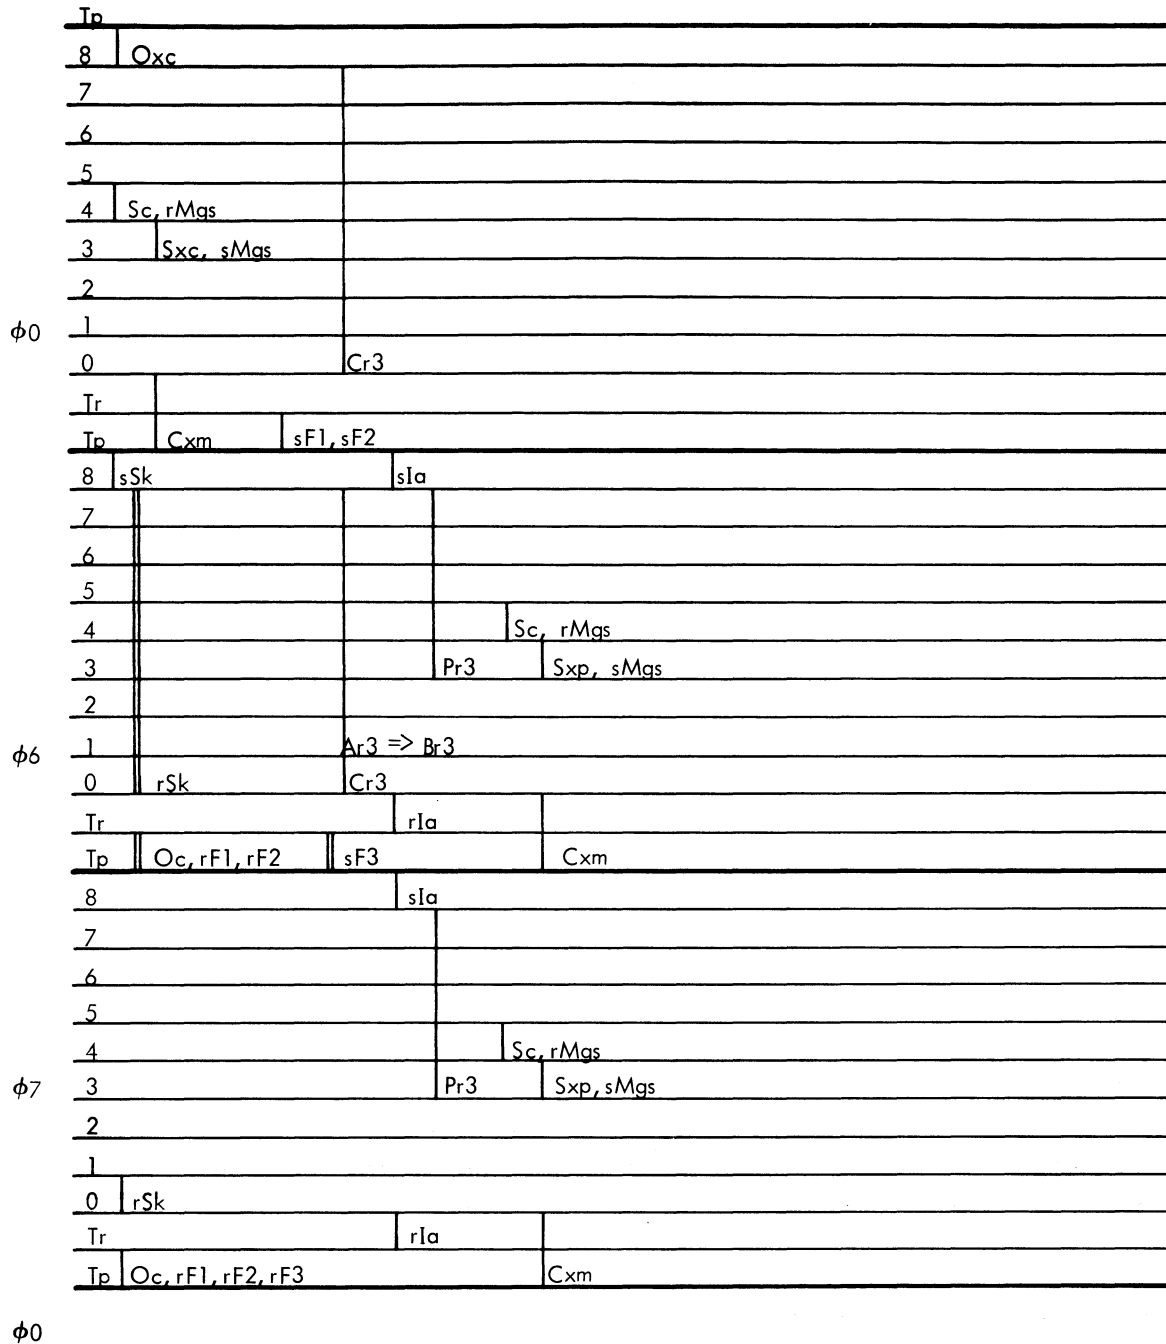 Tp
8 Oxc
7
6
5
4 Sc, rMgs
3 Sxc, sMgs
2
1
ϕ0
0 Cr3
Tr
Tp Cxm sF1, sF2
8 sSk sIa
7
6
5
4 Sc, rMgs
3 Pr3 Sxp, sMgs
2
ϕ6 1 Ar3 => Br3
0 rSk Cr3
Tr rIa
Tp Oc, rF1, rF2 sF3 Cxm
8 sIa
7
6
5
4 Sc, rMgs
ϕ7 3 Pr3 Sxp, sMgs
2
1
0 rSk
Tr rIa
Tp Oc, rF1, rF2, rF3 Cxm
ϕ0